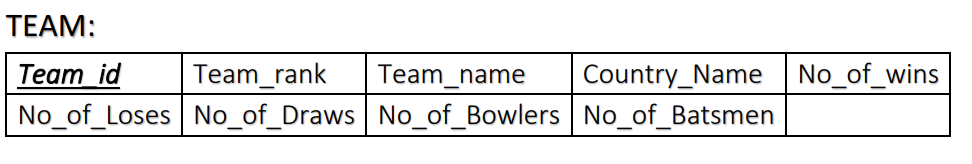 TEAM:
Team_id Team_rank Team_name Country_Name No_of_wins
No_of_Loses No_of_Draws No_of_Bowlers No_of_Batsmen